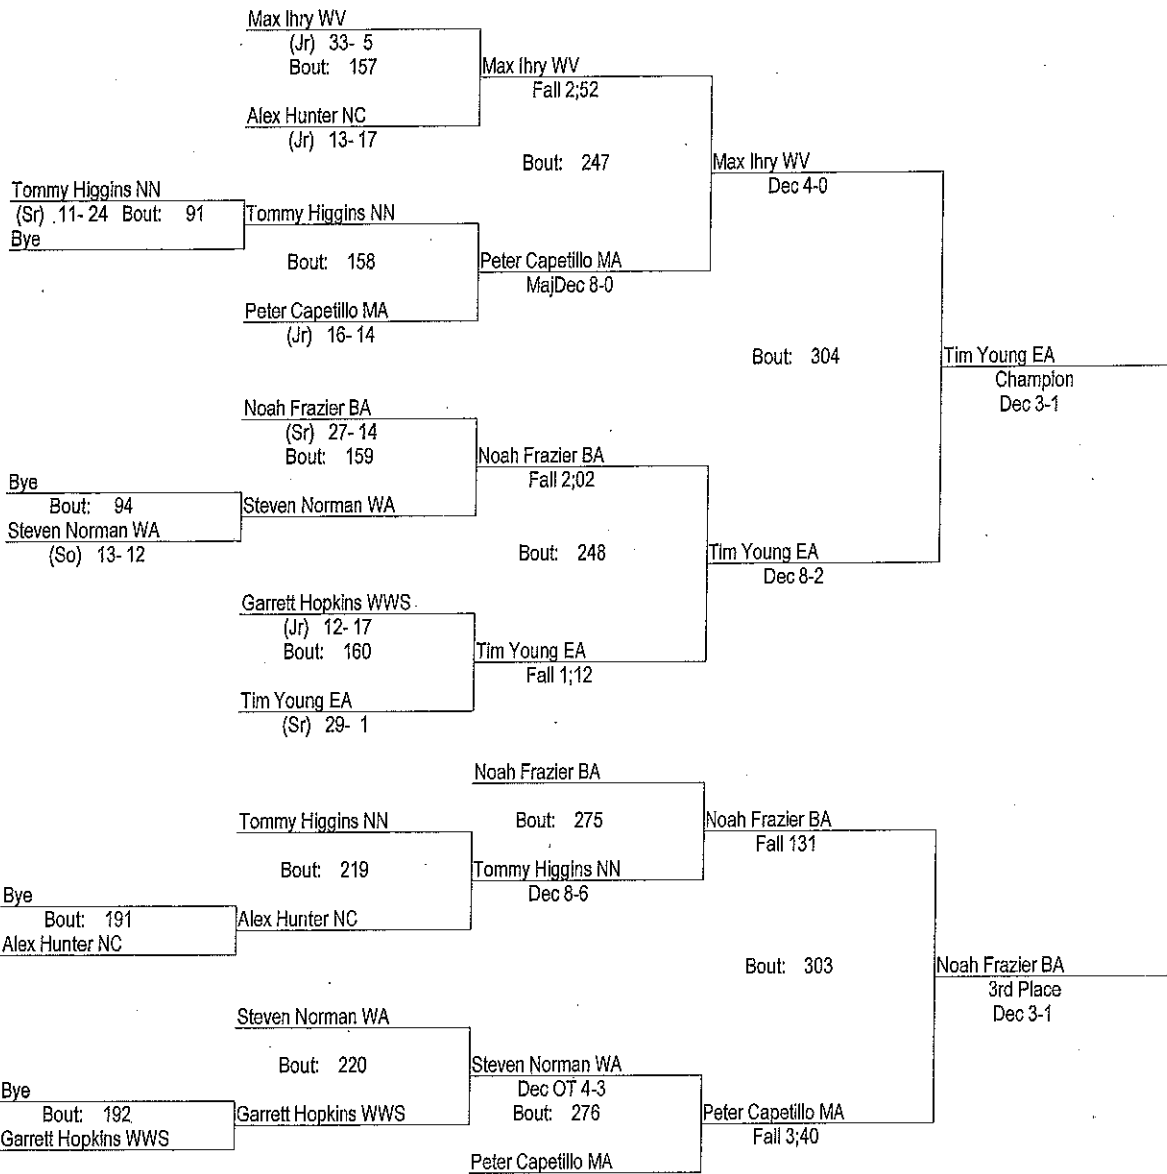 Max Ihry WV
(Jr) 33- 5
Bout: 157
Max Ihry WV
Fall 2;52
Alex Hunter NC
(Jr) 13- 17
Bout: 247
Max Ihry WV
Dec 4-0
Tommy Higgins NN
(Sr) 11- 24 Bout: 91
Bye
Tommy Higgins NN
Bout: 158
Peter Capetillo MA
MajDec 8-0
Peter Capetillo MA
(Jr) 16- 14
Bout: 304
Tim Young EA
Champion
Dec 3-1
Noah Frazier BA
(Sr) 27- 14
Bout: 159
Noah Frazier BA
Fall 2;02
Bye
Bout: 94
Steven Norman WA
(So) 13- 12
Steven Norman WA
Bout: 248
Tim Young EA
Dec 8-2
Garrett Hopkins WWS
(Jr) 12- 17
Bout: 160
Tim Young EA
Fall 1;12
Tim Young EA
(Sr) 29- 1
Noah Frazier BA
Bout: 275
Noah Frazier BA
Fall 131
Tommy Higgins NN
Bout: 219
Tommy Higgins NN
Dec 8-6
Bye
Bout: 191
Alex Hunter NC
Alex Hunter NC
Bout: 303
Noah Frazier BA
3rd Place
Dec 3-1
Steven Norman WA
Bout: 220
Steven Norman WA
Dec OT 4-3
Bout: 276
Bye
Bout: 192
Garrett Hopkins WWS
Garrett Hopkins WWS
Peter Capetillo MA
Fall 3;40
Peter Capetillo MA